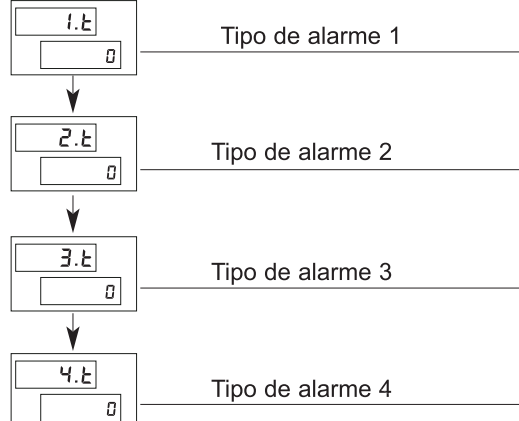 1.t
Tipo de alarme 1
0
2.t
Tipo de alarme 2
0
3.t
Tipo de alarme 3
0
4.t
Tipo de alarme 4
0